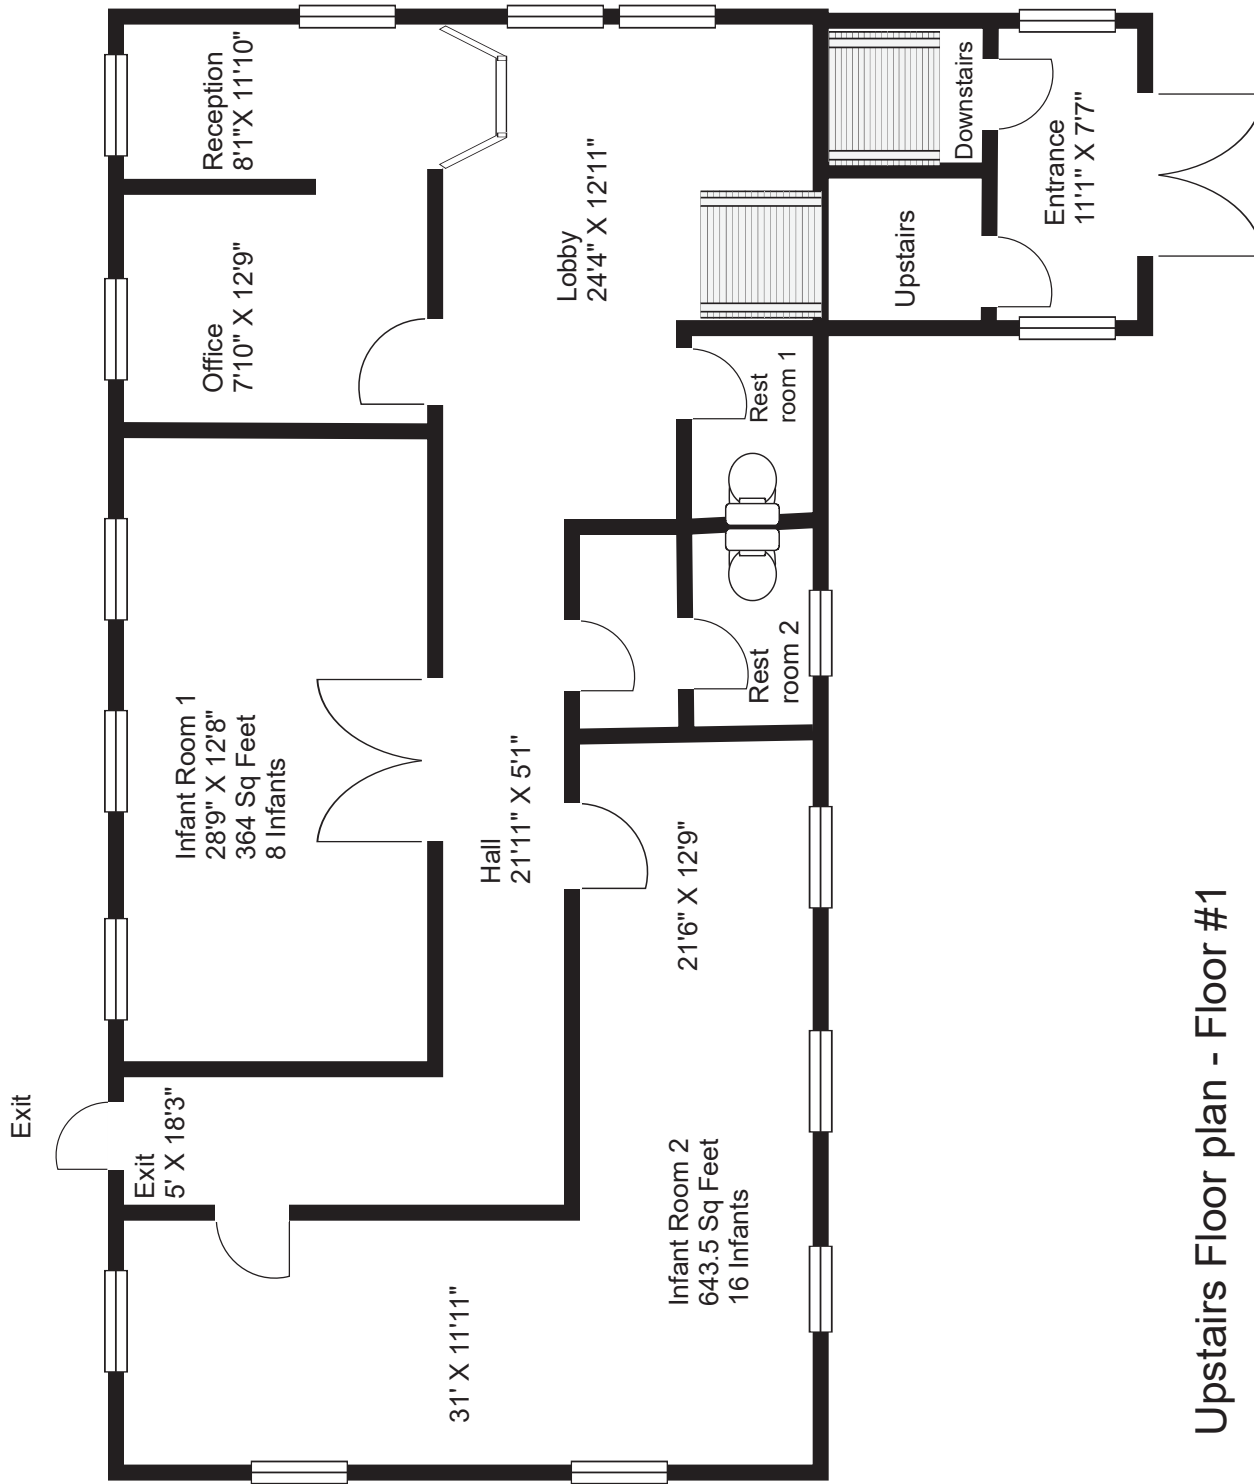 Exit
Exit
5' X 18'3"
Infant Room 1
28'9" X 12'8"
364 Sq Feet
8 Infants
Office
7'10" X 12'9"
Reception
8'1"X 11'10"
31' X 11'11"
Hall
21'11" X 5'1"
Lobby
24'4" X 12'11"
Infant Room 2
643.5 Sq Feet
16 Infants
21'6" X 12'9"
Rest
room 2
Rest
room 1
Upstairs
Downstairs
Entrance
11'1" X 7'7"
Upstairs Floor plan - Floor #1